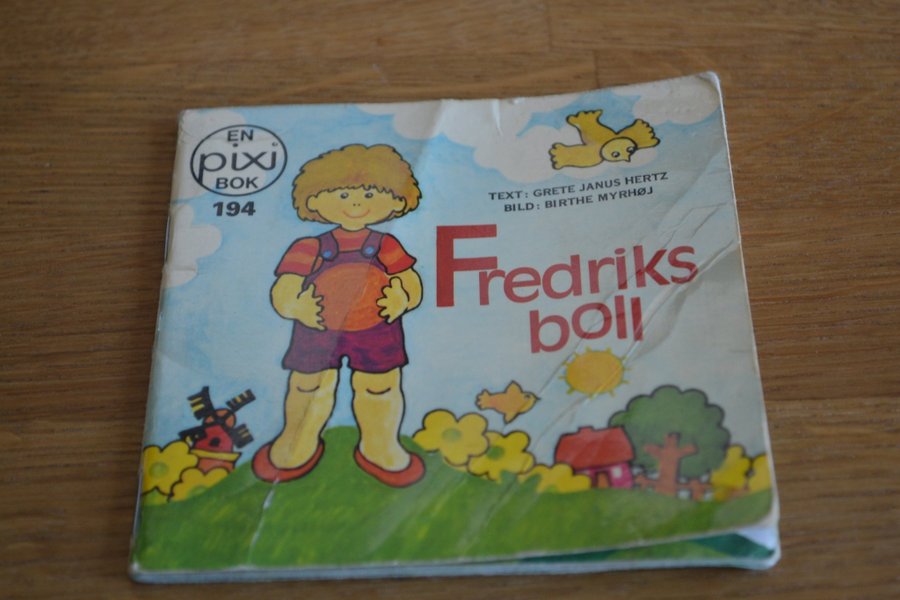 EN
pixi
BOK
194
TEXT: GRETE JANUS HERTZ
BILD: BIRTHE MYRHØJ
Fredriks
boll